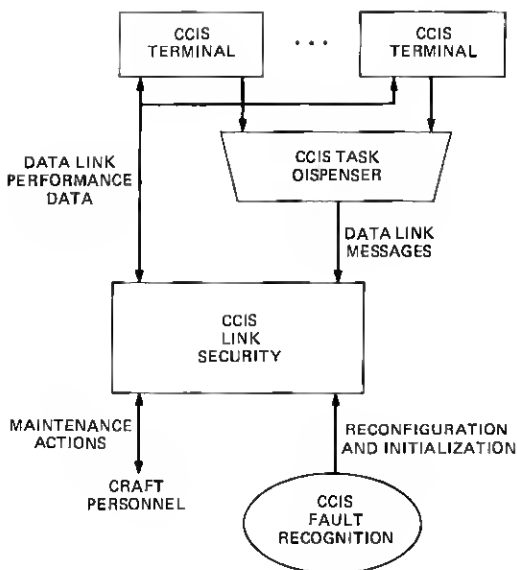 CCIS
TERMINAL
. . .
CCIS
TERMINAL
CCIS TASK
DISPENSER
DATA LINK
PERFORMANCE
DATA
DATA LINK
MESSAGES
CCIS
LINK
SECURITY
MAINTENANCE
ACTIONS
RECONFIGURATION
AND INITIALIZATION
CRAFT
PERSONNEL
CCIS
FAULT
RECOGNITION